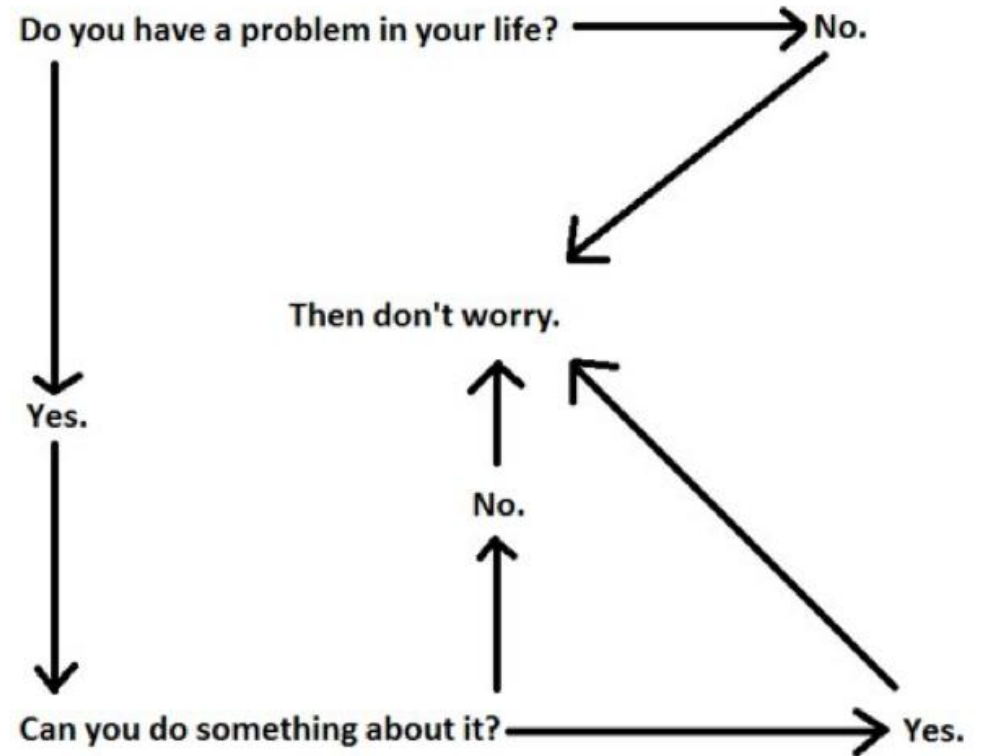 Do you have a problem in your life?
No.
Then don't worry.
Yes.
No.
Can you do something about it?
Yes.